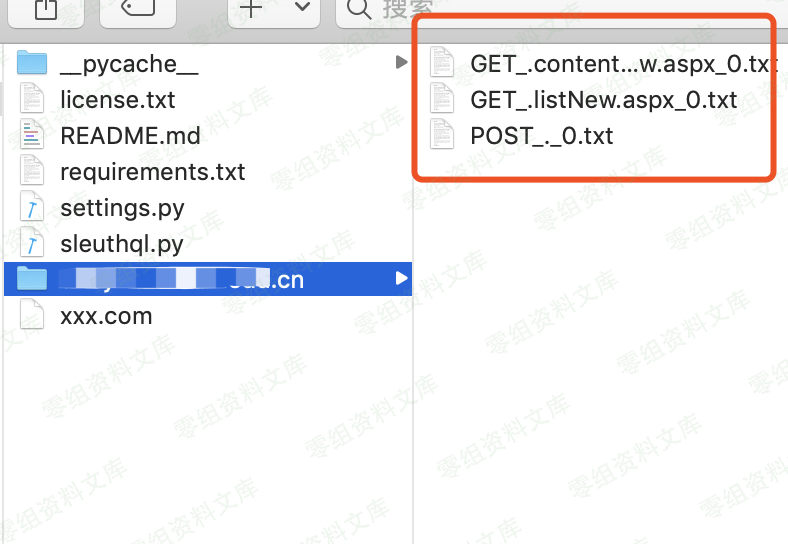 搜索
__pycache__
license.txt
README.md
requirements.txt
settings.py
sleuthql.py
.cn
xxx.com
GET_.content...w.aspx_0.txt
GET_.listNew.aspx_0.txt
POST_._0.txt
零组资料文库